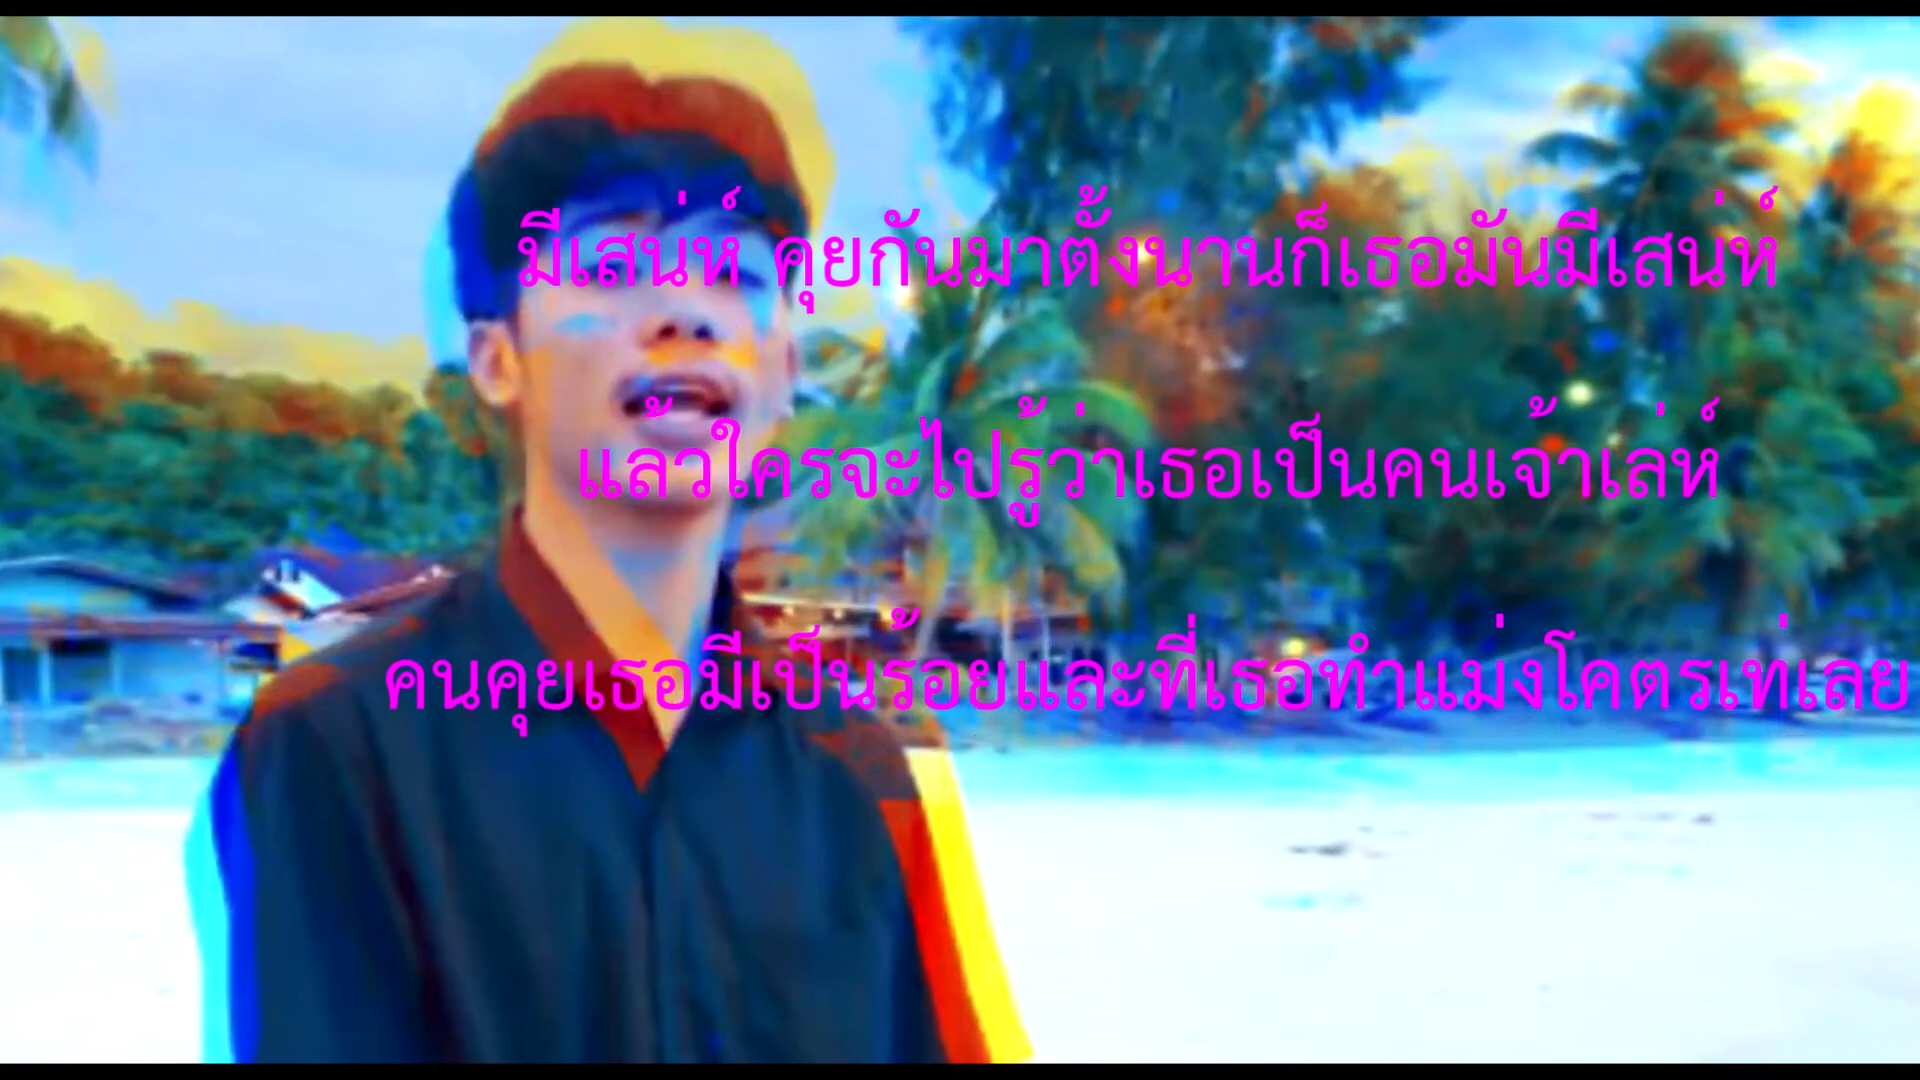 มีเสน่ห์ คุยกันมาตั้งนานก็เธอมันมีเสน่ห์
แล้วใครจะไปรู้ว่าเธอเป็นคนเจ้าเล่ห์
คนคุยเธอมีเป็นร้อยและที่เธอทำแม่งโคตรเท่เลย